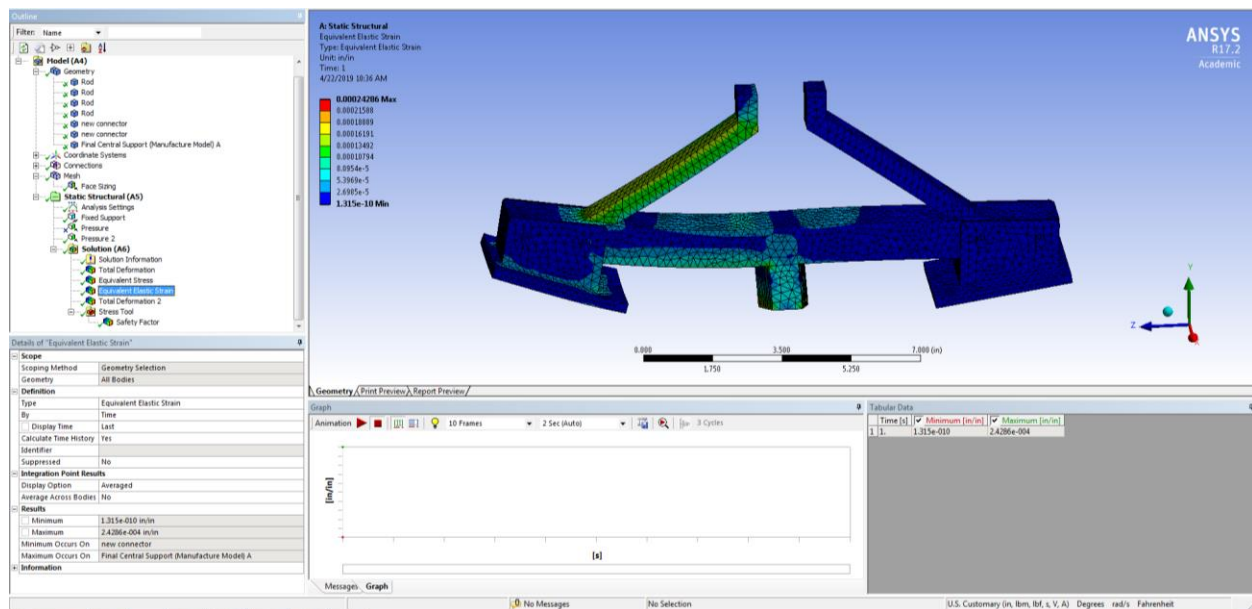 Outline
Filter: Name
Model (A4)
Geometry
Rod
Rod
Rod
Rod
new connector
new connector
Final Central Support (Manufacture Model) A
Coordinate Systems
Connections
Mesh
Face Sizing
Static Structural (A5)
Analysis Settings
Fixed Support
Pressure
Pressure 2
Solution (A6)
Solution Information
Total Deformation
Equivalent Stress
Equivalent Elastic Strain
Total Deformation 2
Stress Tool
Safety Factor
Details of "Equivalent Elastic Strain"
Scope
Scoping Method Geometry Selection
Geometry All Bodies
Definition
Type Equivalent Elastic Strain
By Time
Display Time Last
Calculate Time History Yes
Identifier
Suppressed No
Integration Point Results
Display Option Averaged
Average Across Bodies No
Results
Minimum 1.315e-010 in/in
Maximum 2.4286e-004 in/in
Minimum Occurs On new connector
Maximum Occurs On Final Central Support (Manufacture Model) A
Information
A: Static Structural
Equivalent Elastic Strain
Type: Equivalent Elastic Strain
Unit: in/in
Time: 1
4/22/2019 10:36 AM
0.00024286 Max
0.00021588
0.00018889
0.00016191
0.00013492
0.00010794
8.0954e-5
5.3969e-5
2.6985e-5
1.315e-10 Min
ANSYS
R17.2
Academic
Y
Z
X
0.000 3.500 7.000 (in)
1.750 5.250
Geometry Print Preview Report Preview
Graph
Animation 10 Frames 2 Sec (Auto) 3 Cycles
[in/in]
[s]
Messages Graph
Tabular Data
Time [s] Minimum [in/in] Maximum [in/in]
1 1. 1.315e-010 2.4286e-004
No Messages No Selection U.S. Customary (in, lbm, lbf, s, V, A) Degrees rad/s Fahrenheit